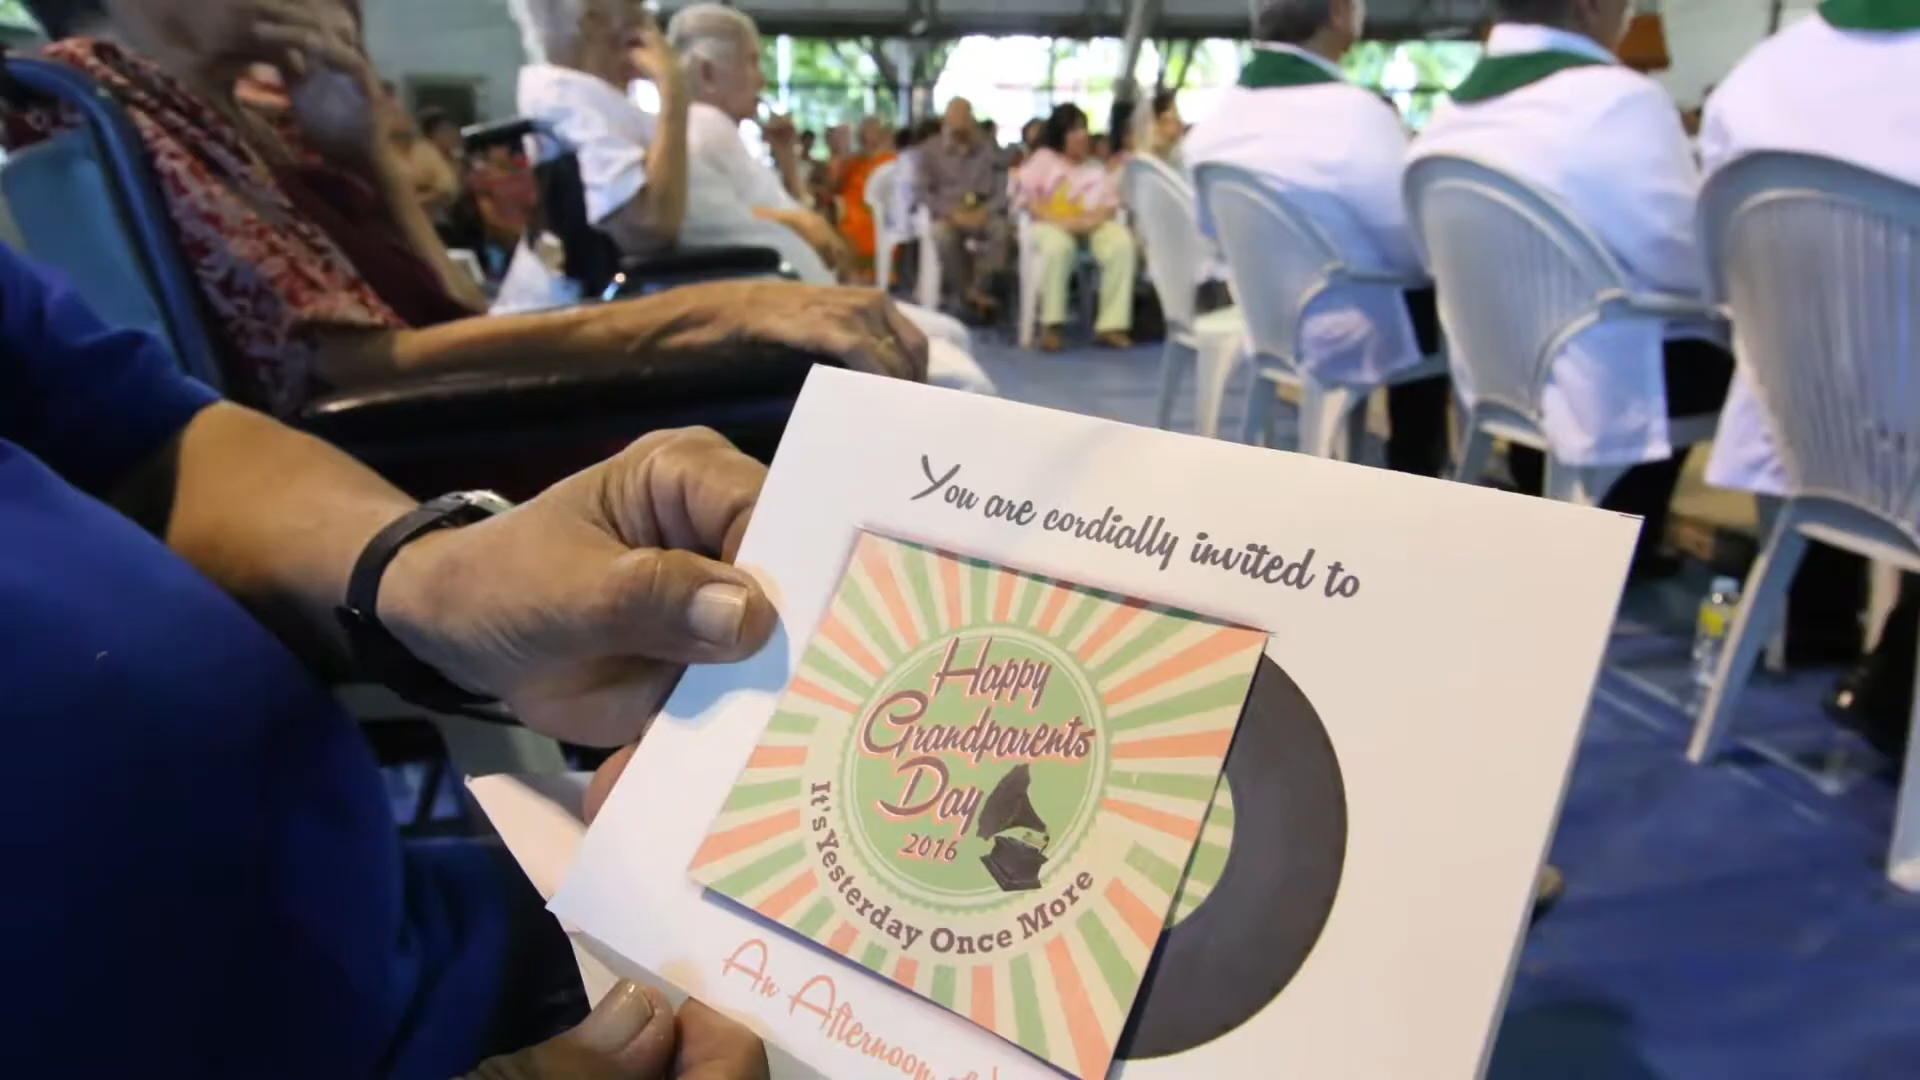 You are cordially invited to
Happy
Grandparents
Day
2016
It's Yesterday Once More
An Afternoon